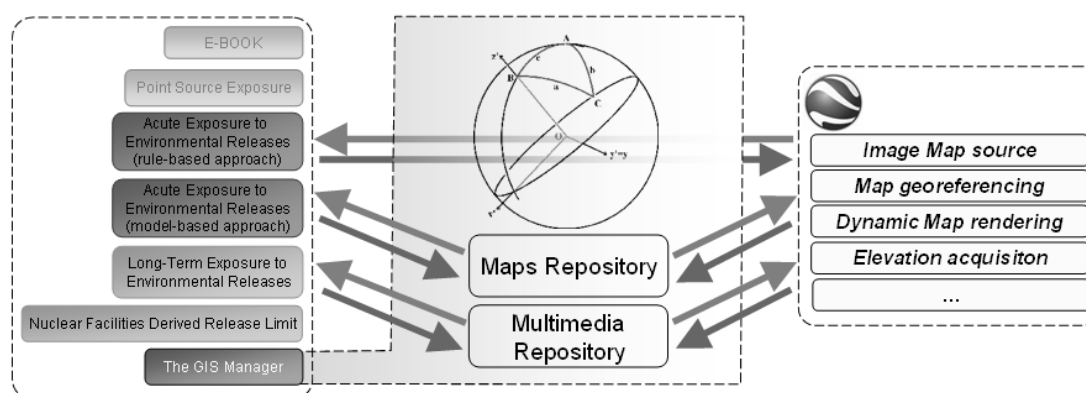 E-BOOK
Point Source Exposure
Acute Exposure to
Environmental Releases
(rule-based approach)
Acute Exposure to
Environmental Releases
(model-based approach)
Long-Term Exposure to
Environmental Releases
Nuclear Facilities Derived Release Limit
The GIS Manager
A
z'
c
b
B
a
C
O
y'=y
x'
Maps Repository
Multimedia
Repository
Image Map source
Map georeferencing
Dynamic Map rendering
Elevation acquisiton
...